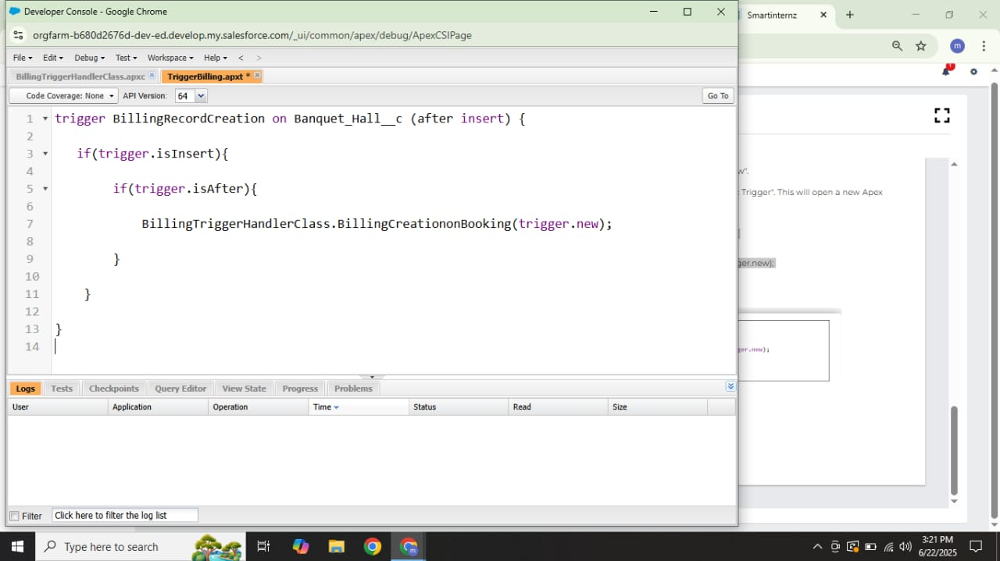 Developer Console - Google Chrome
Smartinternz
orgfarm-b680d2676d-dev-ed.develop.my.salesforce.com/_ui/common/apex/debug/ApexCSIPage
m
File Edit Debug Test Workspace Help < >
BillingTriggerHandlerClass.apxc TriggerBilling.apxt *
Code Coverage: None API Version: 64 Go To
1 trigger BillingRecordCreation on Banquet_Hall__c (after insert) {
2
3 if(trigger.isInsert){
4
5 if(trigger.isAfter){
6
7 BillingTriggerHandlerClass.BillingCreationonBooking(trigger.new);
8
9 }
10
11 }
12
13 }
14
w".
Trigger". This will open a new Apex
ger.new);
ger.new);
Logs Tests Checkpoints Query Editor View State Progress Problems
User Application Operation Time Status Read Size
Filter Click here to filter the log list
Type here to search
m
3:21 PM
6/22/2025